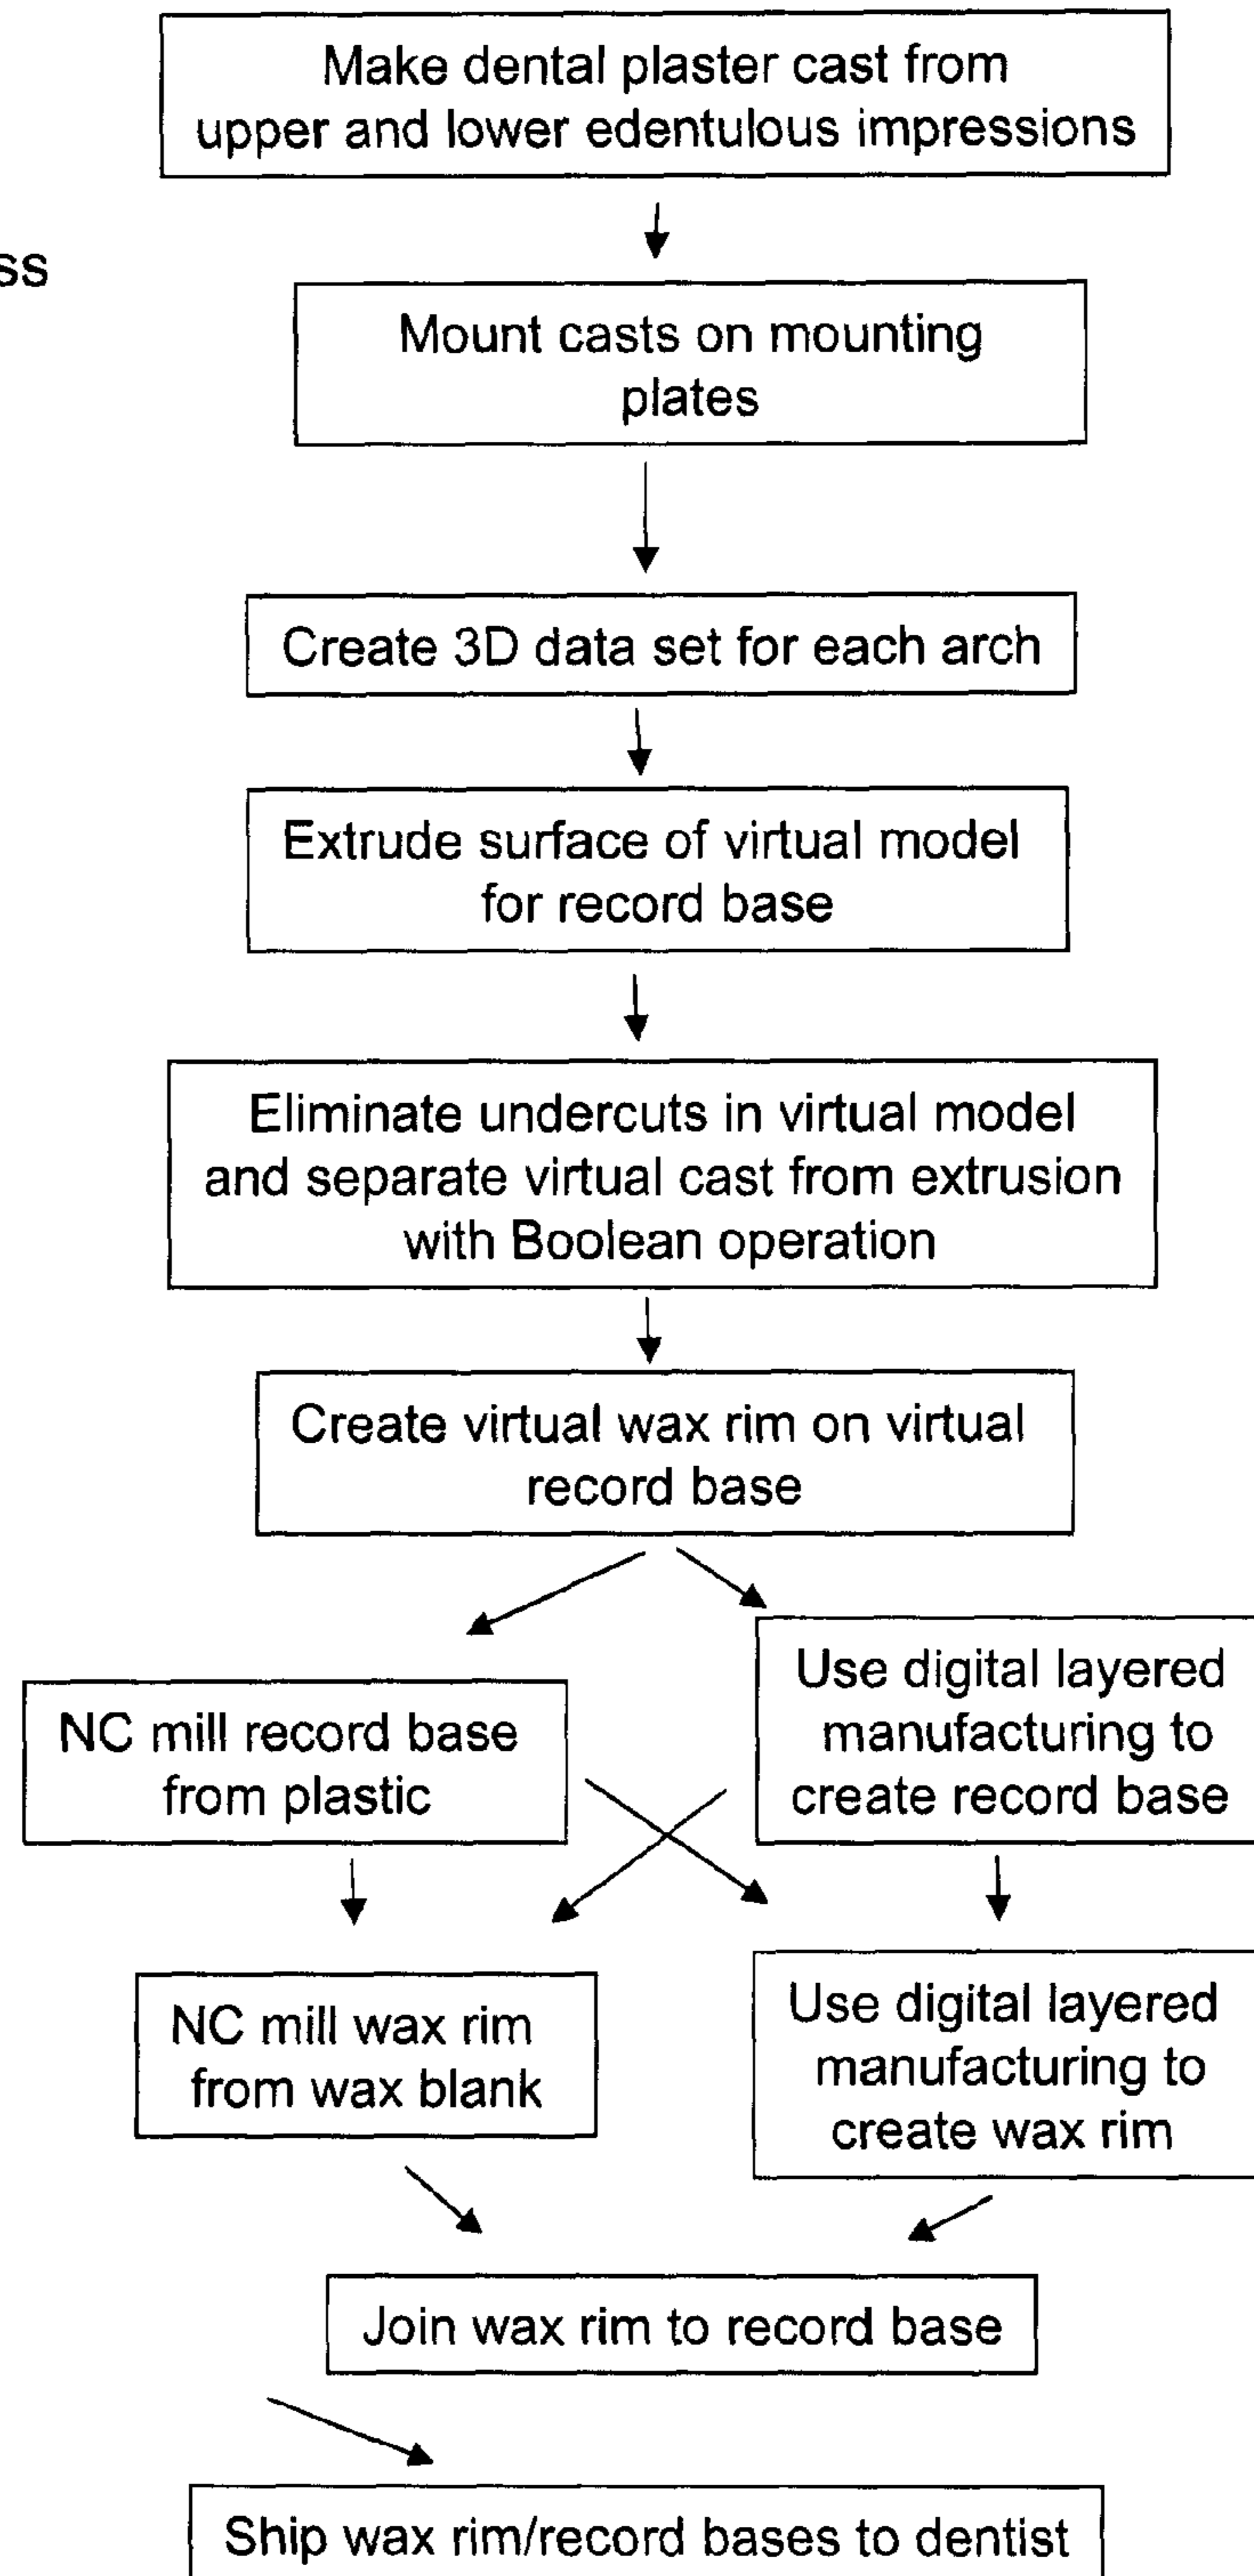 Make dental plaster cast from
upper and lower edentulous impressions
Mount casts on mounting
plates
Create 3D data set for each arch
Extrude surface of virtual model
for record base
Eliminate undercuts in virtual model
and separate virtual cast from extrusion
with Boolean operation
Create virtual wax rim on virtual
record base
NC mill record base
from plastic
Use digital layered
manufacturing to
create record base
NC mill wax rim
from wax blank
Use digital layered
manufacturing to
create wax rim
Join wax rim to record base
Ship wax rim/record bases to dentist